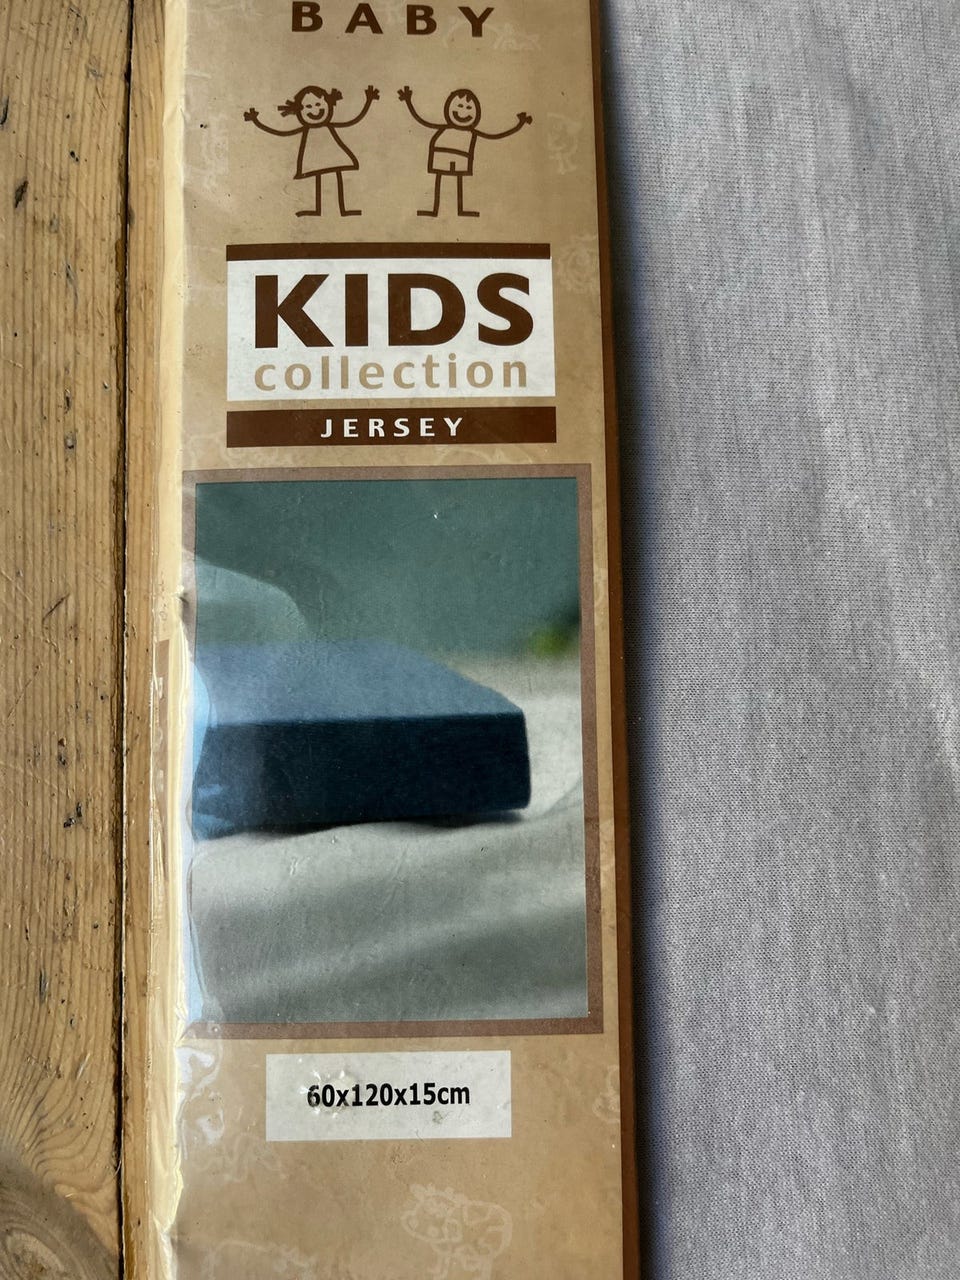 BABY
KIDS
collection
JERSEY
60x120x15cm